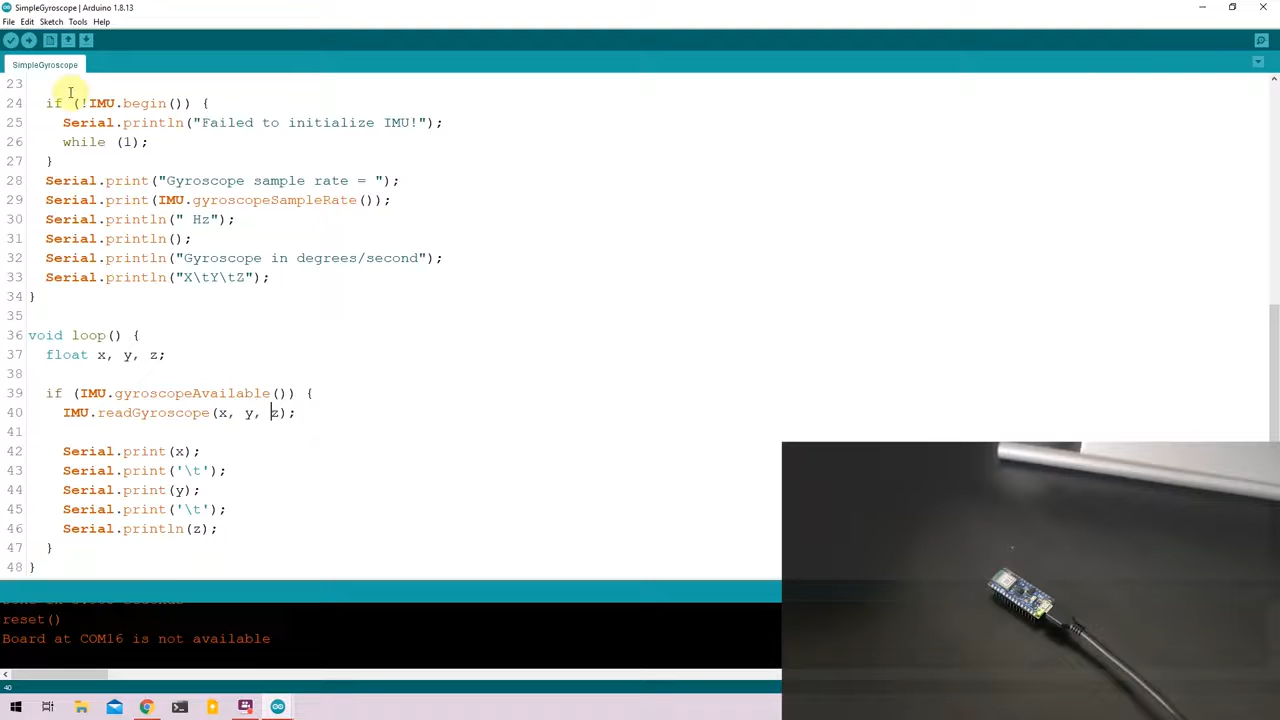 SimpleGyroscope | Arduino 1.8.13
File Edit Sketch Tools Help
SimpleGyroscope
23
24 if (!IMU.begin()) {
25 Serial.println("Failed to initialize IMU!");
26 while (1);
27 }
28 Serial.print("Gyroscope sample rate = ");
29 Serial.print(IMU.gyroscopeSampleRate());
30 Serial.println(" Hz");
31 Serial.println();
32 Serial.println("Gyroscope in degrees/second");
33 Serial.println("X\tY\tZ");
34 }
35
36 void loop() {
37 float x, y, z;
38
39 if (IMU.gyroscopeAvailable()) {
40 IMU.readGyroscope(x, y, z);
41
42 Serial.print(x);
43 Serial.print('\t');
44 Serial.print(y);
45 Serial.print('\t');
46 Serial.println(z);
47 }
48 }
reset()
Board at COM16 is not available
40